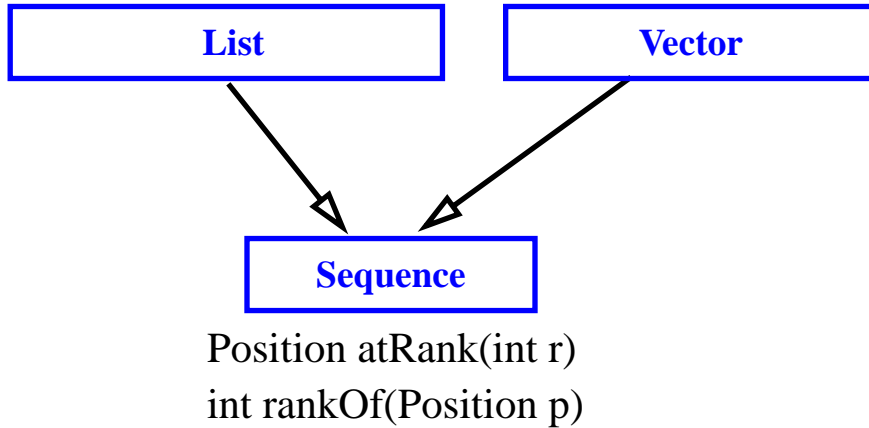 List
Vector
Sequence
Position atRank(int r)
int rankOf(Position p)